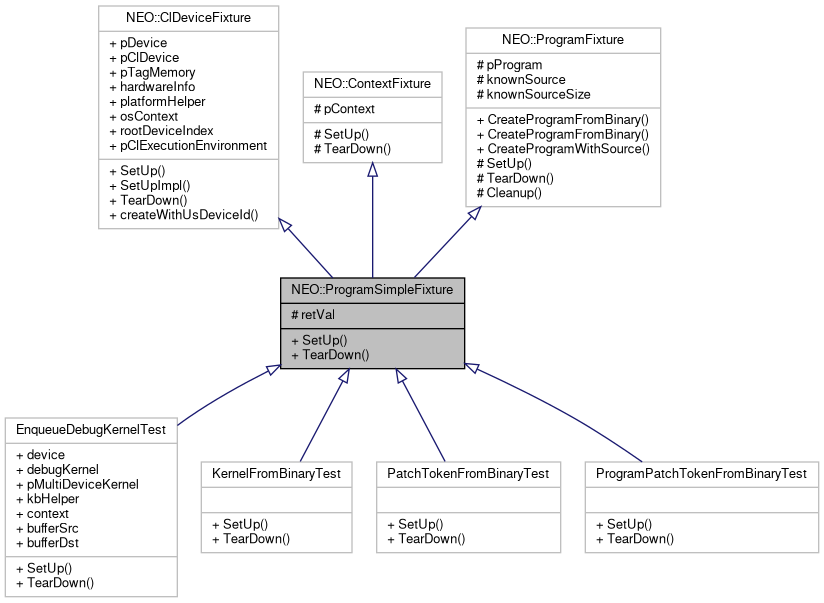 NEO::ClDeviceFixture
+ pDevice
+ pClDevice
+ pTagMemory
+ hardwareInfo
+ platformHelper
+ osContext
+ rootDeviceIndex
+ pClExecutionEnvironment
+ SetUp()
+ SetUpImpl()
+ TearDown()
+ createWithUsDeviceId()
NEO::ContextFixture
# pContext
# SetUp()
# TearDown()
NEO::ProgramFixture
# pProgram
# knownSource
# knownSourceSize
+ CreateProgramFromBinary()
+ CreateProgramFromBinary()
+ CreateProgramWithSource()
# SetUp()
# TearDown()
# Cleanup()
NEO::ProgramSimpleFixture
# retVal
+ SetUp()
+ TearDown()
EnqueueDebugKernelTest
+ device
+ debugKernel
+ pMultiDeviceKernel
+ kbHelper
+ context
+ bufferSrc
+ bufferDst
+ SetUp()
+ TearDown()
KernelFromBinaryTest
+ SetUp()
+ TearDown()
PatchTokenFromBinaryTest
+ SetUp()
+ TearDown()
ProgramPatchTokenFromBinaryTest
+ SetUp()
+ TearDown()